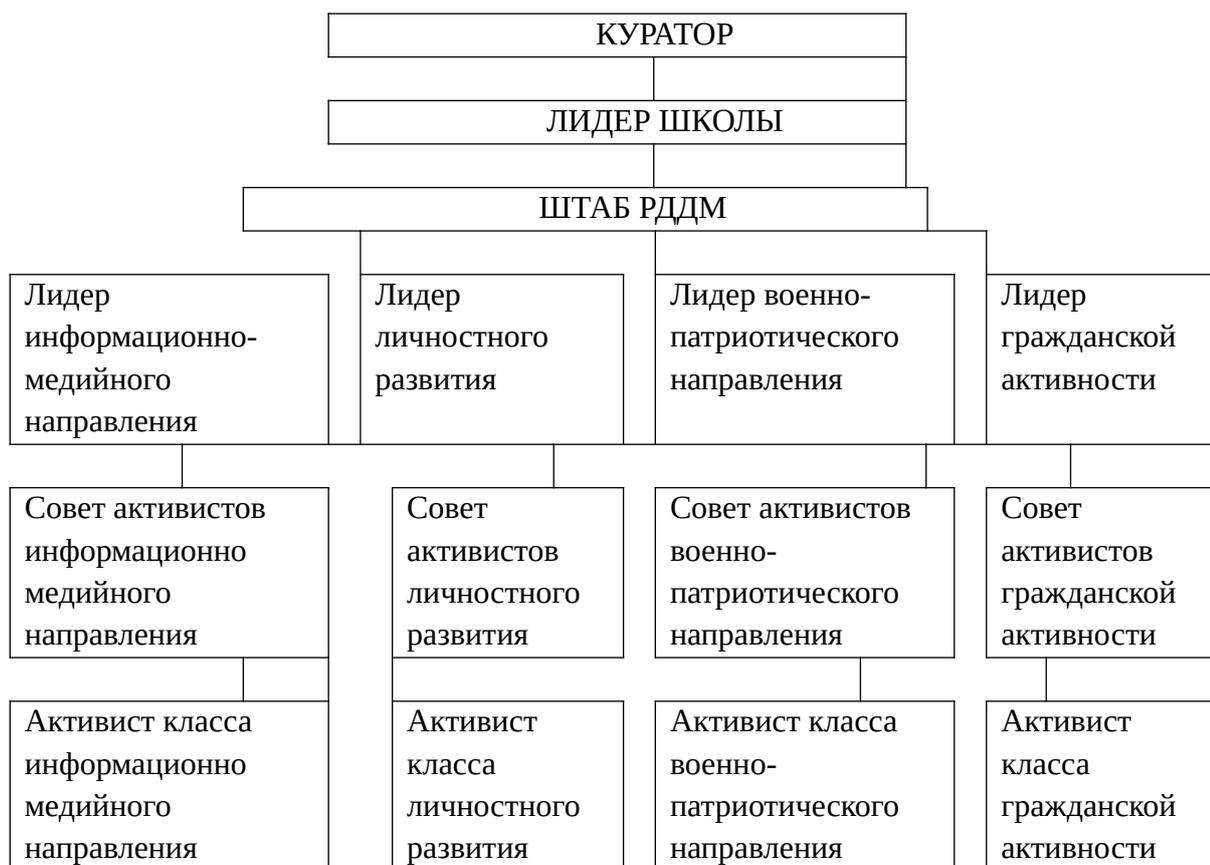 КУРАТОР
ЛИДЕР ШКОЛЫ
ШТАБ РДДМ
Лидер
информационно-
медийного
направления
Лидер
личностного
развития
Лидер военно-
патриотического
направления
Лидер
гражданской
активности
Совет активистов
информационно
медийного
направления
Совет
активистов
личностного
развития
Совет активистов
военно-
патриотического
направления
Совет
активистов
гражданской
активности
Активист класса
информационно
медийного
направления
Активист
класса
личностного
развития
Активист класса
военно-
патриотического
направления
Активист
класса
гражданской
активности